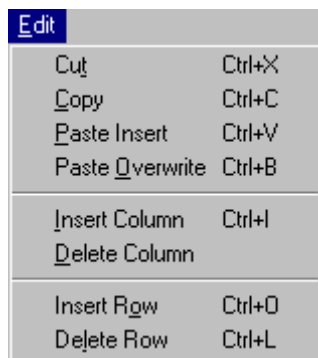 Edit
Cut Ctrl+X
Copy Ctrl+C
Paste Insert Ctrl+V
Paste Overwrite Ctrl+B
Insert Column Ctrl+I
Delete Column
Insert Row Ctrl+O
Delete Row Ctrl+L